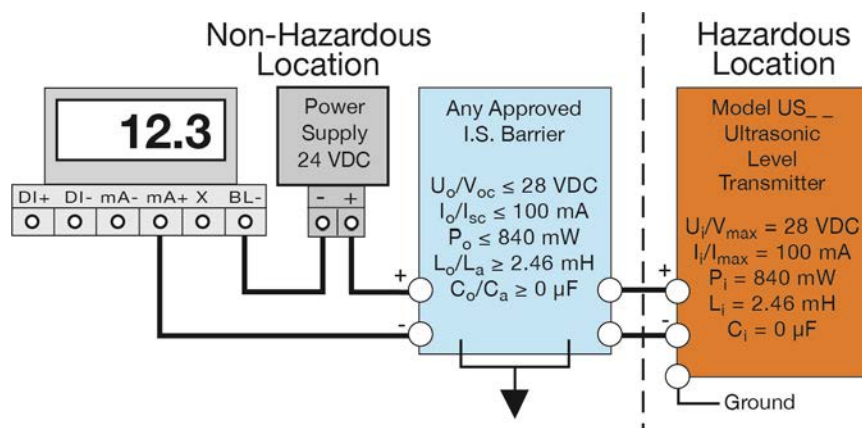 Non-Hazardous
Location
Hazardous
Location
12.3
DI+ DI- mA- mA+ X BL-
Power
Supply
24 VDC
- +
Any Approved
I.S. Barrier
Uo/Voc ≤ 28 VDC
Io/Isc ≤ 100 mA
Po ≤ 840 mW
Lo/La ≥ 2.46 mH
Co/Ca ≥ 0 µF
+
-
Model US_ _
Ultrasonic
Level
Transmitter
Ui/Vmax = 28 VDC
Ii/Imax = 100 mA
Pi = 840 mW
Li = 2.46 mH
Ci = 0 µF
+
-
Ground